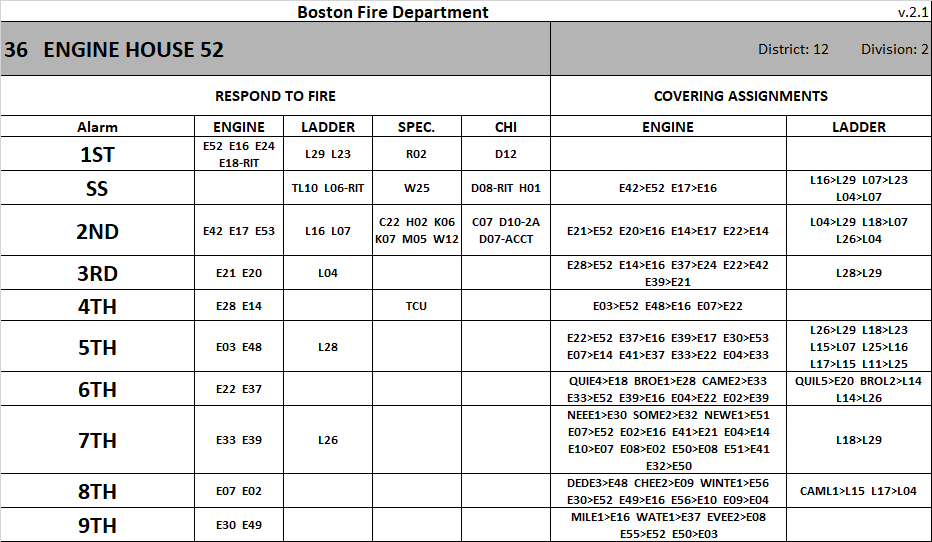 Boston Fire Department v.2.1
36 ENGINE HOUSE 52 District: 12 Division: 2
RESPOND TO FIRE COVERING ASSIGNMENTS
Alarm ENGINE LADDER SPEC. CHI ENGINE LADDER
1ST
E52 E16 E24
E18-RIT
L29 L23
R02
D12
SS
TL10 L06-RIT
W25
D08-RIT H01
E42>E52 E17>E16
L16>L29 L07>L23
L04>L07
2ND
E42 E17 E53
L16 L07
C22 H02 K06
K07 M05 W12
C07 D10-2A
D07-ACCT
E21>E52 E20>E16 E14>E17 E22>E14
L04>L29 L18>L07
L26>L04
3RD
E21 E20
L04
E28>E52 E14>E16 E37>E24 E22>E42
E39>E21
L28>L29
4TH
E28 E14
TCU
E03>E52 E48>E16 E07>E22
5TH
E03 E48
L28
E22>E52 E37>E16 E39>E17 E30>E53
E07>E14 E41>E37 E33>E22 E04>E33
L26>L29 L18>L23
L15>L07 L25>L16
L17>L15 L11>L25
6TH
E22 E37
QUIE4>E18 BROE1>E28 CAME2>E33
E33>E52 E39>E16 E04>E22 E02>E39
QUIL5>E20 BROL2>L14
L14>L26
7TH
E33 E39
L26
NEEE1>E30 SOME2>E32 NEWE1>E51
E07>E52 E02>E16 E41>E21 E04>E14
E10>E07 E08>E02 E50>E08 E51>E41
E32>E50
L18>L29
8TH
E07 E02
DEDE3>E48 CHEE2>E09 WINTE1>E56
E30>E52 E49>E16 E56>E10 E09>E04
CAML1>L15 L17>L04
9TH
E30 E49
MILE1>E16 WATE1>E37 EVEE2>E08
E55>E52 E50>E03